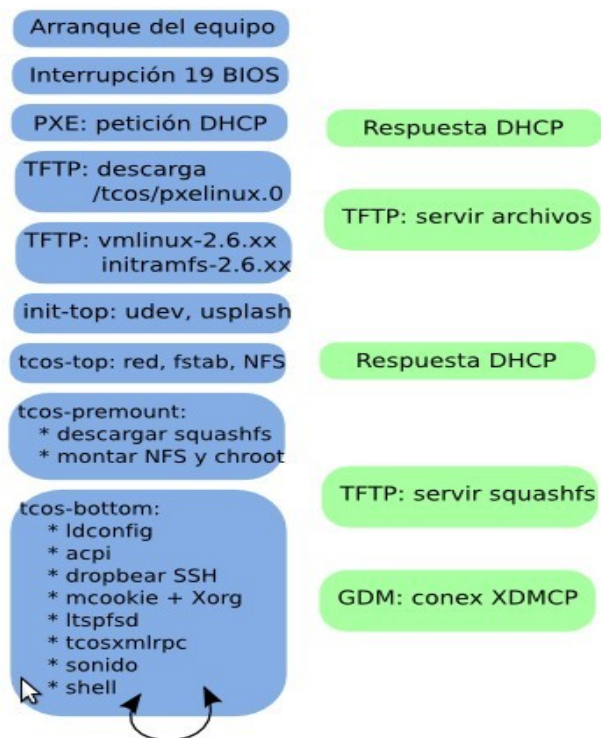 Arranque del equipo
Interrupción 19 BIOS
PXE: petición DHCP
TFTP: descarga
/tcos/pxelinux.0
TFTP: vmlinux-2.6.xx
initramfs-2.6.xx
init-top: udev, usplash
tcos-top: red, fstab, NFS
tcos-premount:
* descargar squashfs
* montar NFS y chroot
tcos-bottom:
* ldconfig
* acpi
* dropbear SSH
* mcookie + Xorg
* ltspfsd
* tcosxmlrpc
* sonido
* shell
Respuesta DHCP
TFTP: servir archivos
Respuesta DHCP
TFTP: servir squashfs
GDM: conex XDMCP